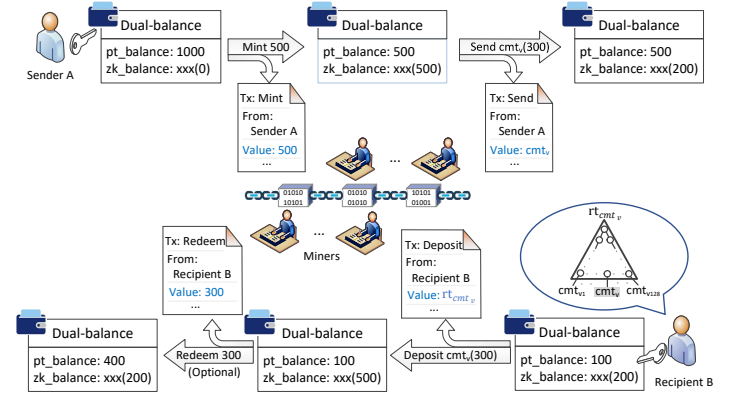 Dual-balance
pt_balance: 1000
zk_balance: xxx(0)
Sender A
Mint 500
Dual-balance
pt_balance: 500
zk_balance: xxx(500)
Send cmtᵥ(300)
Dual-balance
pt_balance: 500
zk_balance: xxx(200)
Tx: Mint
From:
Sender A
Value: 500
...
Tx: Send
From:
Sender A
Value: cmtᵥ
...
...
01010
10101
01010
01010
10101
01001
...
Miners
Tx: Redeem
From:
Recipient B
Value: 300
...
Tx: Deposit
From:
Recipient B
Value: rt_cmt ᵥ
...
rt_cmt ᵥ
cmtᵥ₁ cmtᵥ cmtᵥ₁₂₈
Dual-balance
pt_balance: 400
zk_balance: xxx(200)
Redeem 300
(Optional)
Dual-balance
pt_balance: 100
zk_balance: xxx(500)
Deposit cmtᵥ(300)
Dual-balance
pt_balance: 100
zk_balance: xxx(200)
Recipient B